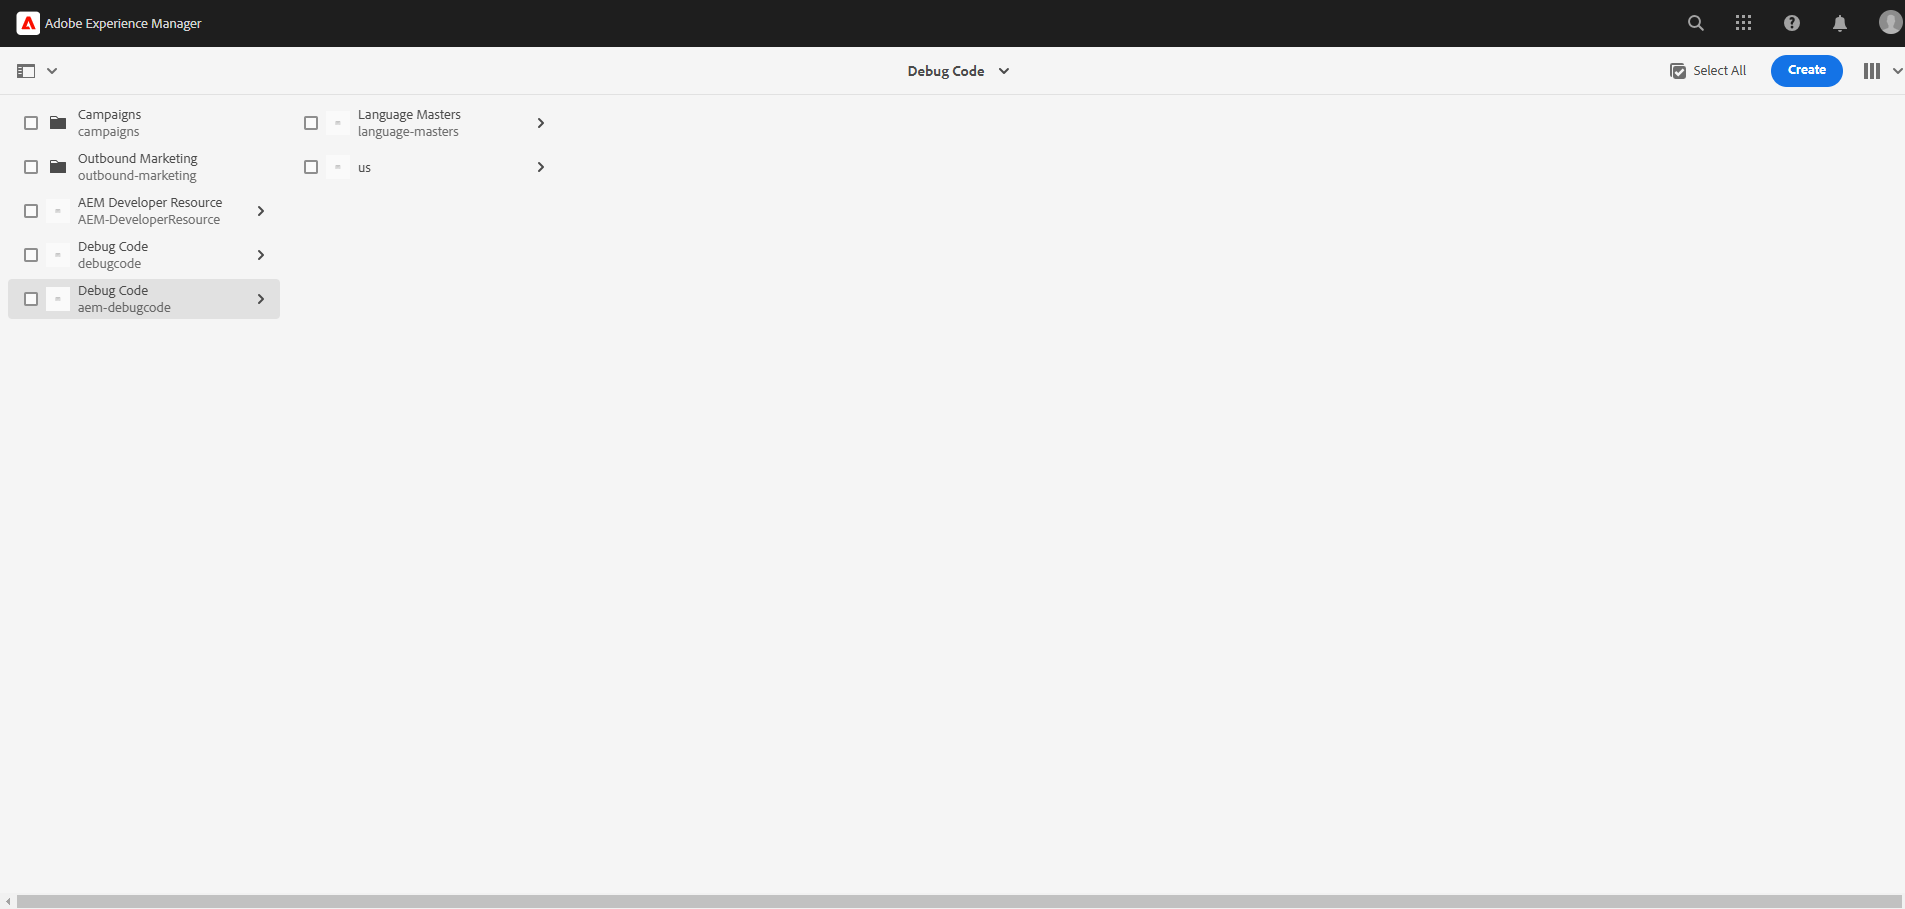 Adobe Experience Manager
Debug Code
Select All
Create
Campaigns
campaigns
Outbound Marketing
outbound-marketing
AEM Developer Resource
AEM-DeveloperResource
Debug Code
debugcode
Debug Code
aem-debugcode
Language Masters
language-masters
us